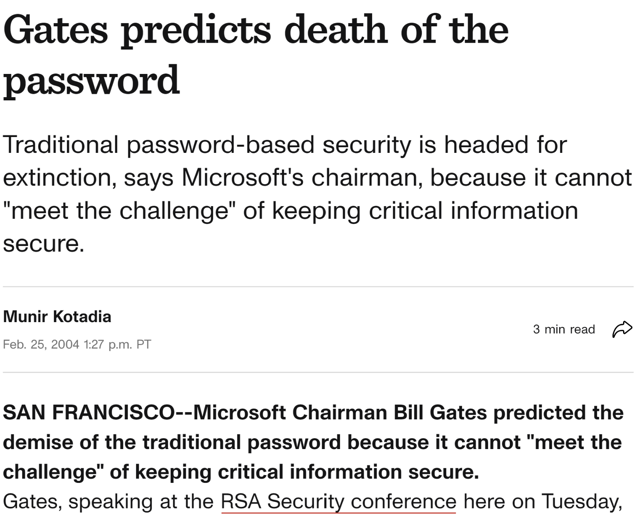 Gates predicts death of the
password
Traditional password-based security is headed for
extinction, says Microsoft's chairman, because it cannot
"meet the challenge" of keeping critical information
secure.
Munir Kotadia
3 min read
Feb. 25, 2004 1:27 p.m. PT
SAN FRANCISCO--Microsoft Chairman Bill Gates predicted the
demise of the traditional password because it cannot "meet the
challenge" of keeping critical information secure.
Gates, speaking at the RSA Security conference here on Tuesday,